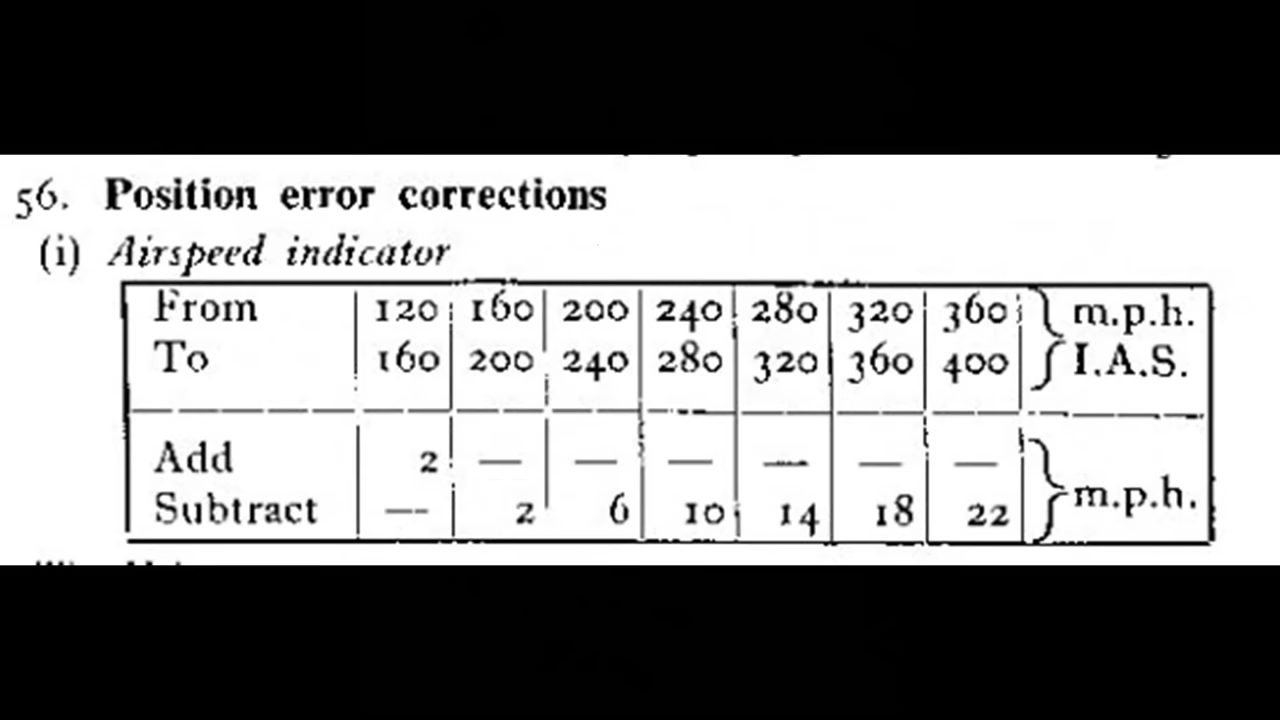 56. Position error corrections
(i) Airspeed indicator
From 120 160 200 240 280 320 360 m.p.h.
To 160 200 240 280 320 360 400 I.A.S.
Add 2 — — — — — —
Subtract — 2 6 10 14 18 22 m.p.h.